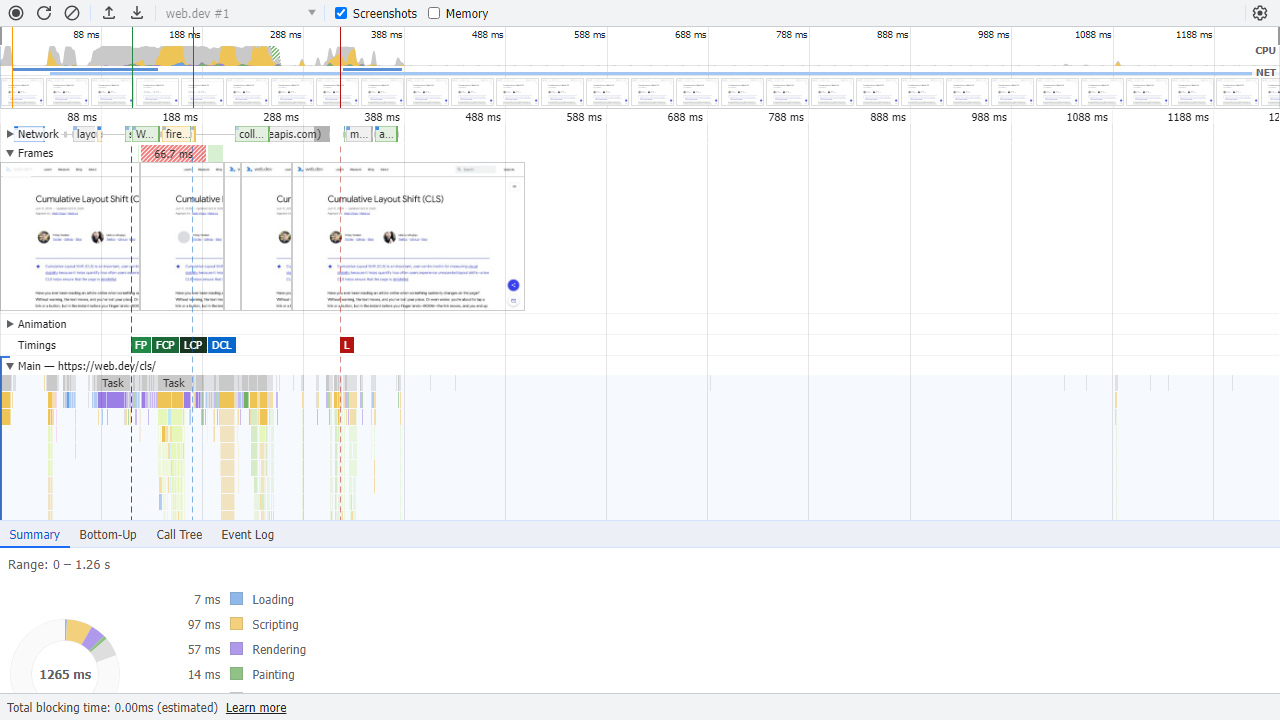 web.dev #1 Screenshots Memory
88 ms 188 ms 288 ms 388 ms 488 ms 588 ms 688 ms 788 ms 888 ms 988 ms 1088 ms 1188 ms
CPU
NET
88 ms 188 ms 288 ms 388 ms 488 ms 588 ms 688 ms 788 ms 888 ms 988 ms 1088 ms 1188 ms 12
Network layo W... fire... coll... eapis.com) m... a...
Frames 66.7 ms
web.dev
Cumulative Layout Shift (C Cumulative Cu Cumulative Layout Shift (CLS)
Animation
Timings FP FCP LCP DCL L
Main — https://web.dev/cls/
Task Task
Summary Bottom-Up Call Tree Event Log
Range: 0 – 1.26 s
7 ms Loading
97 ms Scripting
57 ms Rendering
1265 ms 14 ms Painting
Total blocking time: 0.00ms (estimated) Learn more